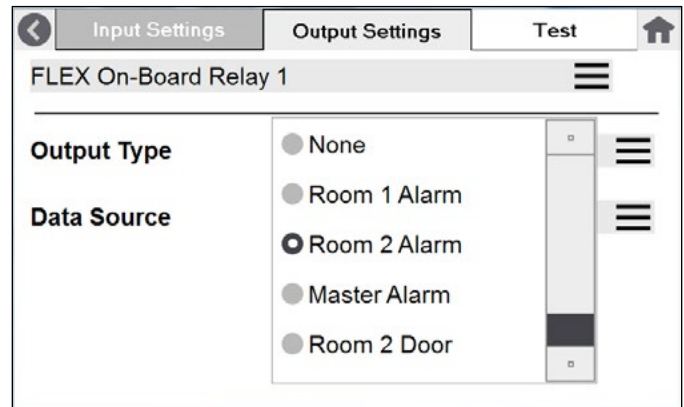 Input Settings
Output Settings
Test
FLEX On-Board Relay 1
Output Type
Data Source
None
Room 1 Alarm
Room 2 Alarm
Master Alarm
Room 2 Door